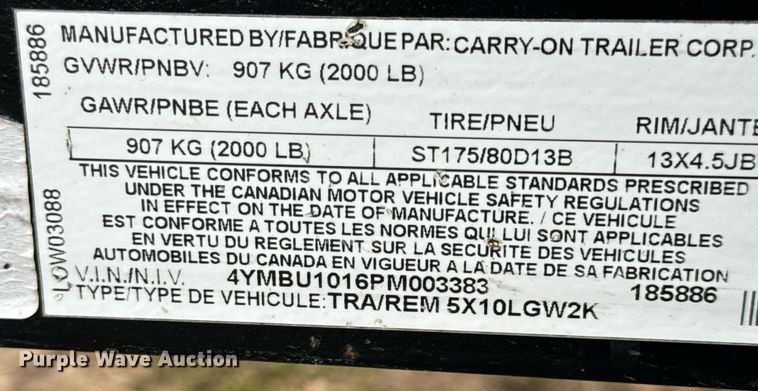 185886
LOW03088
MANUFACTURED BY/FABRIQUE PAR: CARRY-ON TRAILER CORP.
GVWR/PNBV: 907 KG (2000 LB)
GAWR/PNBE (EACH AXLE) TIRE/PNEU RIM/JANTE
907 KG (2000 LB) ST175/80D13B 13X4.5JB
THIS VEHICLE CONFORMS TO ALL APPLICABLE STANDARDS PRESCRIBED
UNDER THE CANADIAN MOTOR VEHICLE SAFETY REGULATIONS
IN EFFECT ON THE DATE OF MANUFACTURE. / CE VEHICULE
EST CONFORME A TOUTES LES NORMES QUI LUI SONT APPLICABLES
EN VERTU DU REGLEMENT SUR LA SECURITE DES VEHICULES
AUTOMOBILES DU CANADA EN VIGUEUR A LA DATE DE SA FABRICATION
V.I.N./N.I.V. 4YMBU1016PM003383 185886
TYPE/TYPE DE VEHICULE: TRA/REM 5X10LGW2K
Purple Wave Auction